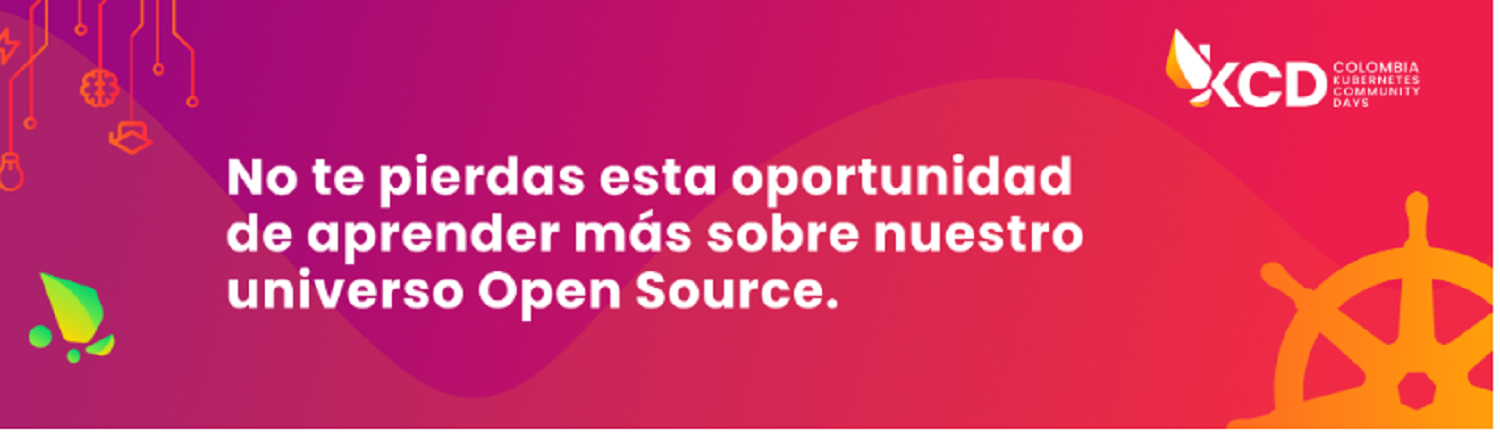 KCD
COLOMBIA
KUBERNETES
COMMUNITY
DAYS
No te pierdas esta oportunidad
de aprender más sobre nuestro
universo Open Source.